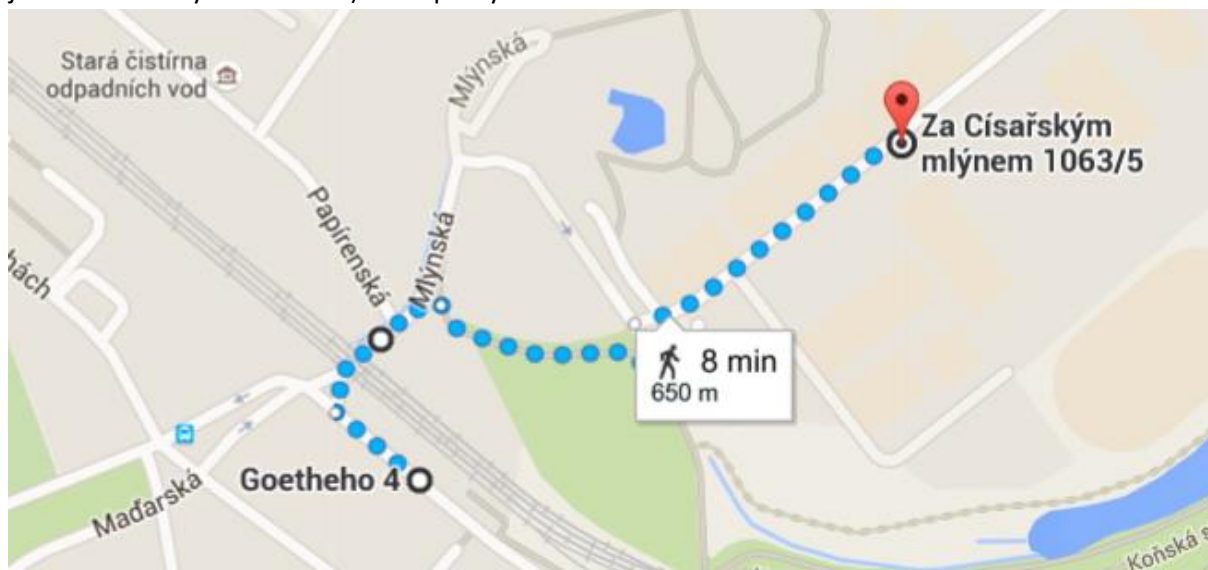 Stará čistírna
odpadních vod
Mlýnská
Za Císařským
mlýnem 1063/5
Papírenská
Mlýnská
hách
8 min
650 m
Goetheho 4
Maďarská
Koňská s